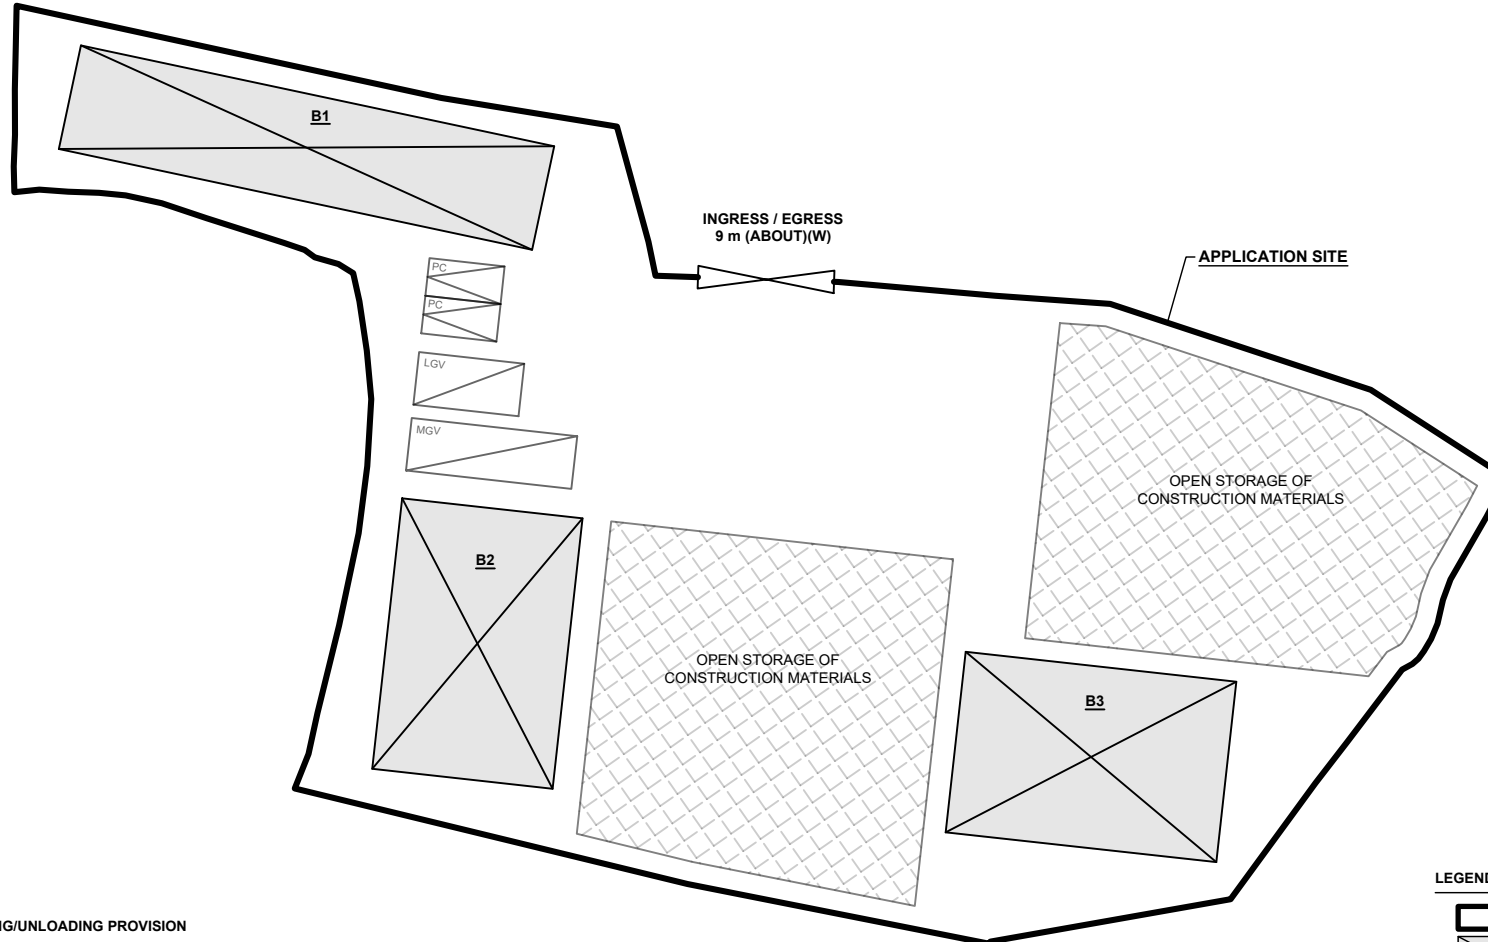 B1
INGRESS / EGRESS
9 m (ABOUT)(W)
APPLICATION SITE
PC
PC
LGV
MGV
OPEN STORAGE OF
CONSTRUCTION MATERIALS
B2
OPEN STORAGE OF
CONSTRUCTION MATERIALS
B3
LEGEND
G/UNLOADING PROVISION